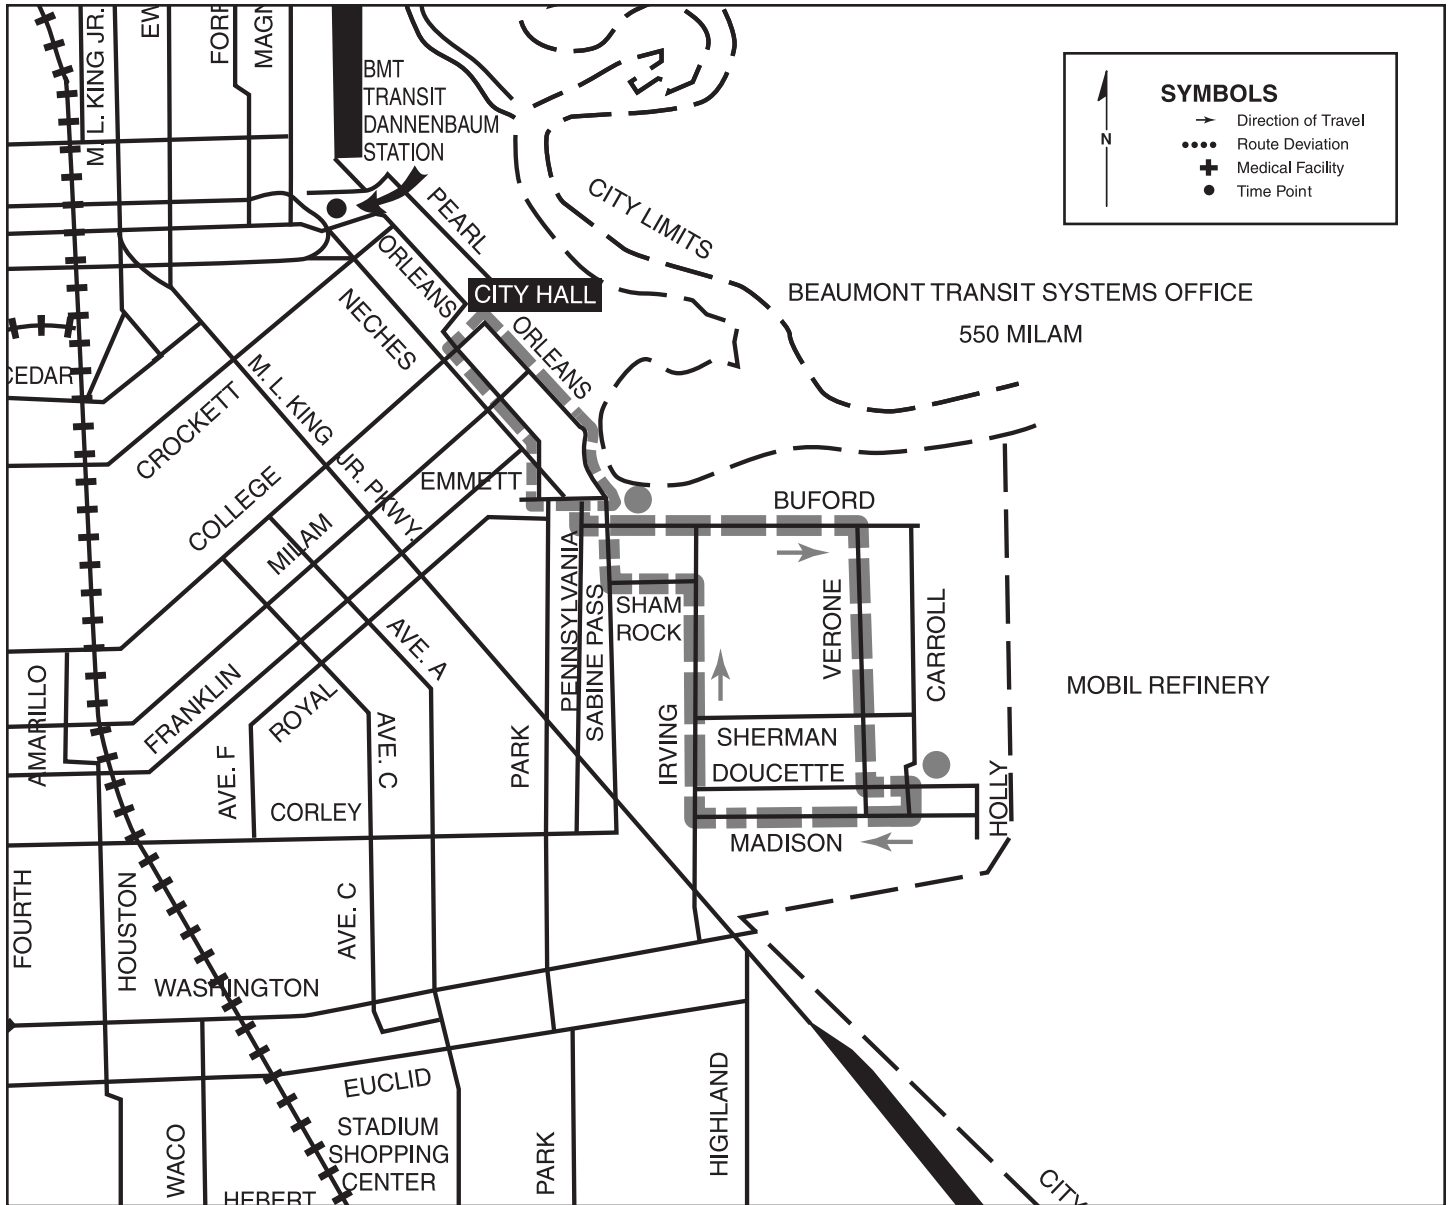 M. L. KING JR.
EW
FORR
MAGN
BMT
TRANSIT
DANNENBAUM
STATION
SYMBOLS
Direction of Travel
Route Deviation
Medical Facility
Time Point
N
PEARL
CITY LIMITS
ORLEANS
CITY HALL
NECHES
ORLEANS
BEAUMONT TRANSIT SYSTEMS OFFICE
550 MILAM
CEDAR
M. L. KING
JR. PKWY.
CROCKETT
COLLEGE
EMMETT
MILAM
BUFORD
PENNSYLVANIA
SABINE PASS
SHAM
ROCK
VERONE
CARROLL
AVE. A
MOBIL REFINERY
AMARILLO
FRANKLIN
ROYAL
AVE. F
AVE. C
PARK
IRVING
SHERMAN
DOUCETTE
HOLLY
CORLEY
MADISON
FOURTH
HOUSTON
AVE. C
WASHINGTON
EUCLID
HIGHLAND
WACO
STADIUM
SHOPPING
CENTER
PARK
HEBERT
CITY